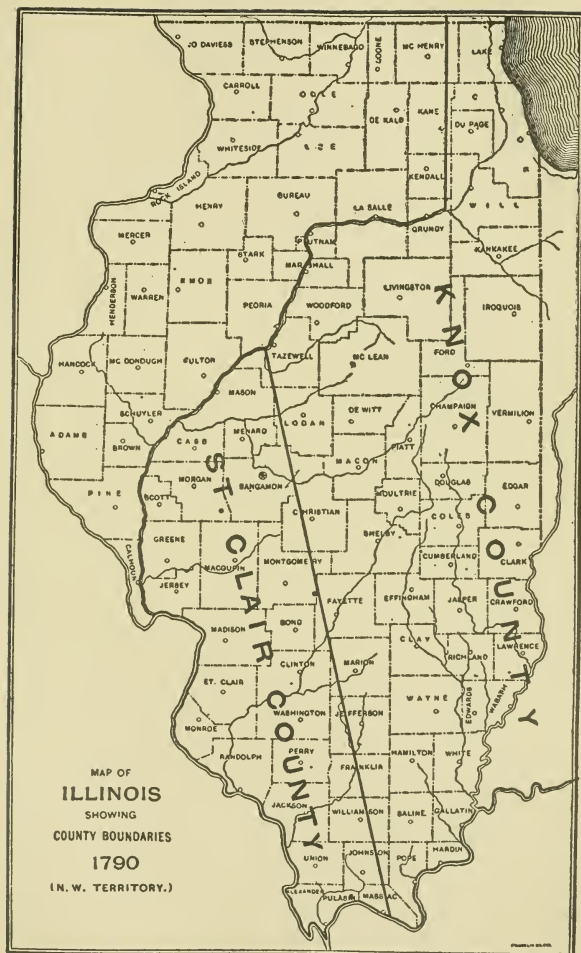 JO DAVIESS
STEPHENSON
WINNEBAGO
BOONE
MC HENRY
LAKE
CARROLL
OGLE
DE KALB
KANE
C
DU PAGE
WHITESIDE
LEE
KENDALL
ROCK ISLAND
HENRY
BUREAU
LA SALLE
GRUNDY
WILL
MERCER
PUTNAM
KANKAKEE
STARK
MARSHALL
HENDERSON
WARREN
KNOX
PEORIA
WOODFORD
LIVINGSTON
IROQUOIS
KNOX COUNTY
HANCOCK
MC DONOUGH
FULTON
TAZEWELL
MC LEAN
FORD
MASON
SCHUYLER
LOGAN
DE WITT
CHAMPAIGN
VERMILION
ADAMS
BROWN
CASS
MENARD
MACON
PIATT
PIKE
SCOTT
MORGAN
SANGAMON
CHRISTIAN
MOULTRIE
DOUGLAS
EDGAR
ST. CLAIR COUNTY
COLES
SHELBY
GREENE
CALHOUN
MACOUPIN
MONTGOMERY
CUMBERLAND
CLARK
JERSEY
FAYETTE
EFFINGHAM
JASPER
CRAWFORD
MADISON
BOND
CLAY
RICHLAND
LAWRENCE
CLINTON
MARION
ST. CLAIR
WAYNE
EDWARDS
WABASH
MONROE
WASHINGTON
JEFFERSON
RANDOLPH
PERRY
HAMILTON
WHITE
FRANKLIN
JACKSON
WILLIAMSON
SALINE
GALLATIN
UNION
JOHNSON
POPE
HARDIN
ALEXANDER
PULASKI
MASSAC
MAP OF
ILLINOIS
SHOWING
COUNTY BOUNDARIES
1790
(N. W. TERRITORY.)